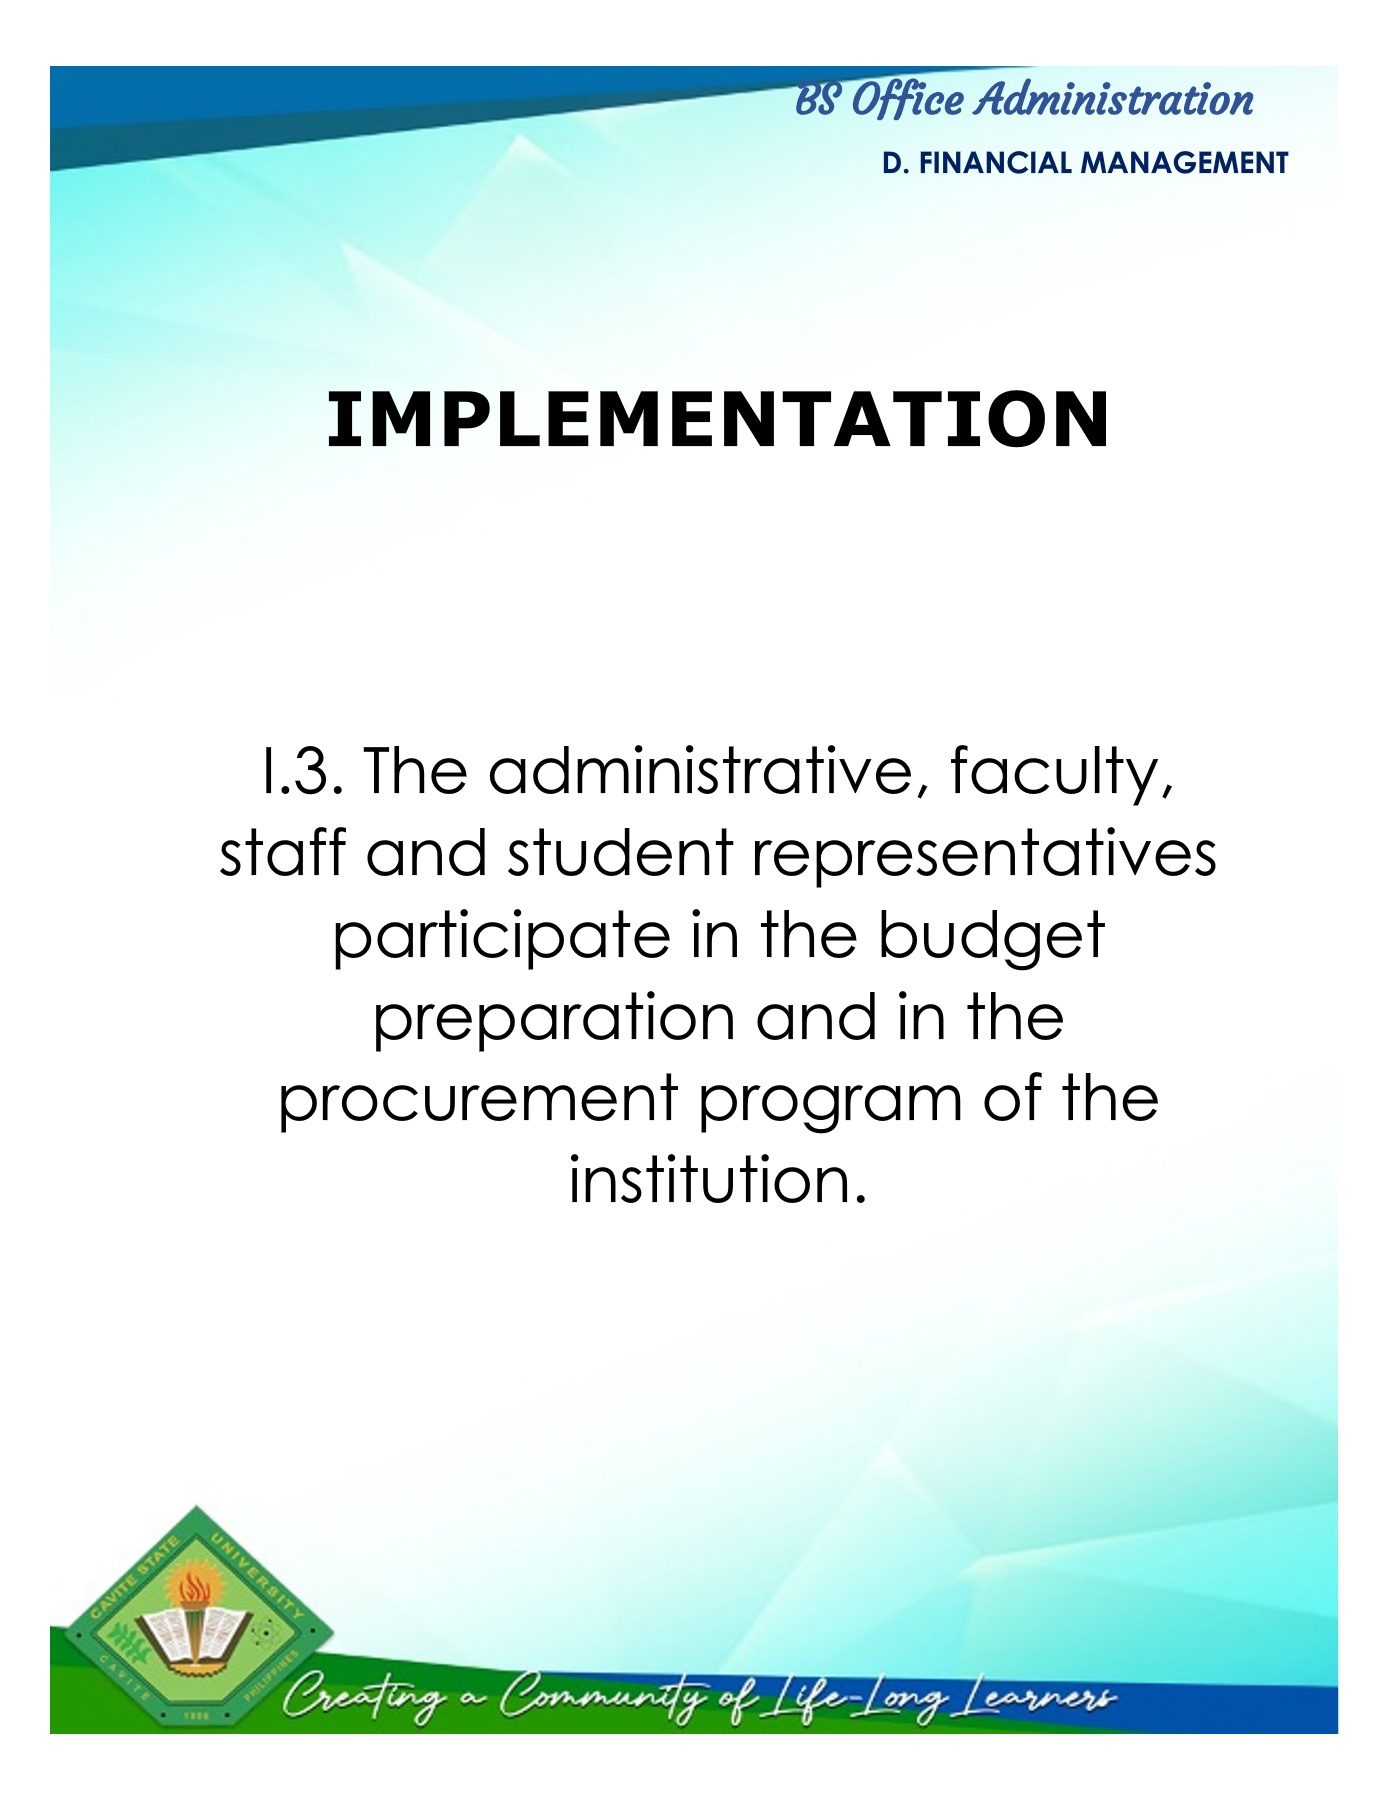 BS Office Administration
D. FINANCIAL MANAGEMENT
IMPLEMENTATION
I.3. The administrative, faculty,
staff and student representatives
participate in the budget
preparation and in the
procurement program of the
institution.
CAVITE STATE UNIVERSITY
CAVITE
PHILIPPINES
1906
Creating a Community of Life-Long Learners